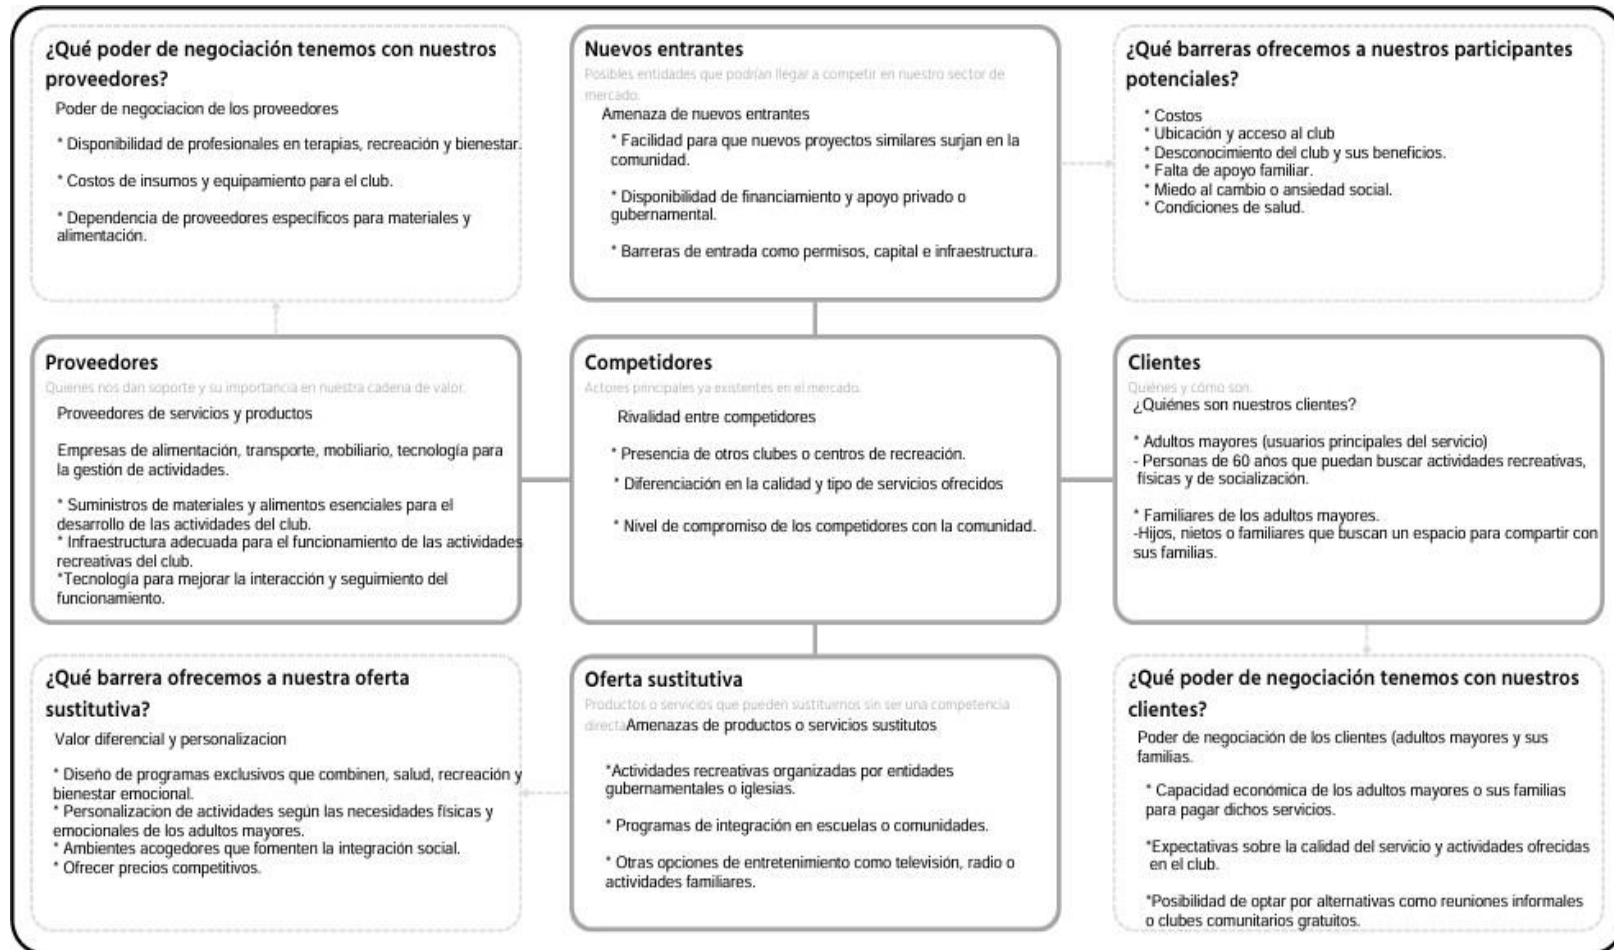 ¿Qué poder de negociación tenemos con nuestros
proveedores?
Poder de negociacion de los proveedores
* Disponibilidad de profesionales en terapias, recreación y bienestar.
* Costos de insumos y equipamiento para el club.
* Dependencia de proveedores específicos para materiales y
alimentación.
Nuevos entrantes
Posibles entidades que podrían llegar a competir en nuestro sector de
mercado.
Amenaza de nuevos entrantes
* Facilidad para que nuevos proyectos similares surjan en la
comunidad.
* Disponibilidad de financiamiento y apoyo privado o
gubernamental.
* Barreras de entrada como permisos, capital e infraestructura.
¿Qué barreras ofrecemos a nuestros participantes
potenciales?
* Costos
* Ubicación y acceso al club
* Desconocimiento del club y sus beneficios.
* Falta de apoyo familiar.
* Miedo al cambio o ansiedad social.
* Condiciones de salud.
Proveedores
Quienes nos dan soporte y su importancia en nuestra cadena de valor.
Proveedores de servicios y productos
Empresas de alimentación, transporte, mobiliario, tecnología para
la gestión de actividades.
* Suministros de materiales y alimentos esenciales para el
desarrollo de las actividades del club.
* Infraestructura adecuada para el funcionamiento de las actividades
recreativas del club.
*Tecnología para mejorar la interacción y seguimiento del
funcionamiento.
Competidores
Actores principales ya existentes en el mercado.
Rivalidad entre competidores
* Presencia de otros clubes o centros de recreación.
* Diferenciación en la calidad y tipo de servicios ofrecidos
* Nivel de compromiso de los competidores con la comunidad.
Clientes
Quiénes y cómo son.
¿Quiénes son nuestros clientes?
* Adultos mayores (usuarios principales del servicio)
- Personas de 60 años que puedan buscar actividades recreativas,
físicas y de socialización.
* Familiares de los adultos mayores.
-Hijos, nietos o familiares que buscan un espacio para compartir con
sus familias.
¿Qué barrera ofrecemos a nuestra oferta
sustitutiva?
Valor diferencial y personalizacion
* Diseño de programas exclusivos que combinen, salud, recreación y
bienestar emocional.
* Personalizacion de actividades según las necesidades físicas y
emocionales de los adultos mayores.
* Ambientes acogedores que fomenten la integración social.
* Ofrecer precios competitivos.
Oferta sustitutiva
Productos o servicios que pueden sustituirnos sin ser una competencia
directa Amenazas de productos o servicios sustitutos
*Actividades recreativas organizadas por entidades
gubernamentales o iglesias.
* Programas de integración en escuelas o comunidades.
* Otras opciones de entretenimiento como televisión, radio o
actividades familiares.
¿Qué poder de negociación tenemos con nuestros
clientes?
Poder de negociación de los clientes (adultos mayores y sus
familias.
* Capacidad económica de los adultos mayores o sus familias
para pagar dichos servicios.
*Expectativas sobre la calidad del servicio y actividades ofrecidas
en el club.
*Posibilidad de optar por alternativas como reuniones informales
o clubes comunitarios gratuitos.